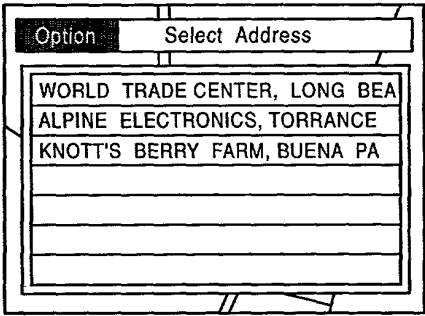 Option Select Address
WORLD TRADE CENTER, LONG BEA
ALPINE ELECTRONICS, TORRANCE
KNOTT'S BERRY FARM, BUENA PA